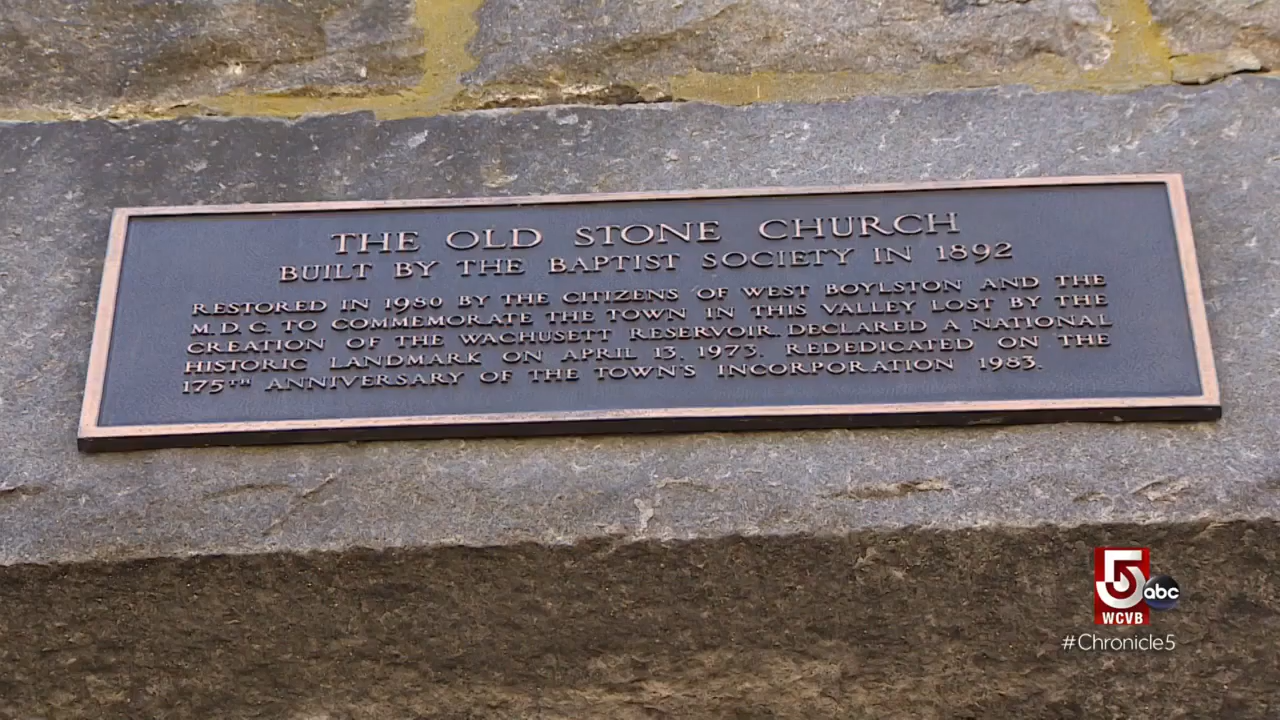 THE OLD STONE CHURCH
BUILT BY THE BAPTIST SOCIETY IN 1892
RESTORED IN 1980 BY THE CITIZENS OF WEST BOYLSTON AND THE
M.D.C. TO COMMEMORATE THE TOWN IN THIS VALLEY LOST BY THE
CREATION OF THE WACHUSETT RESERVOIR. DECLARED A NATIONAL
HISTORIC LANDMARK ON APRIL 13, 1973. REDEDICATED ON THE
175TH ANNIVERSARY OF THE TOWN'S INCORPORATION 1983.
5
abc
WCVB
#Chronicle5